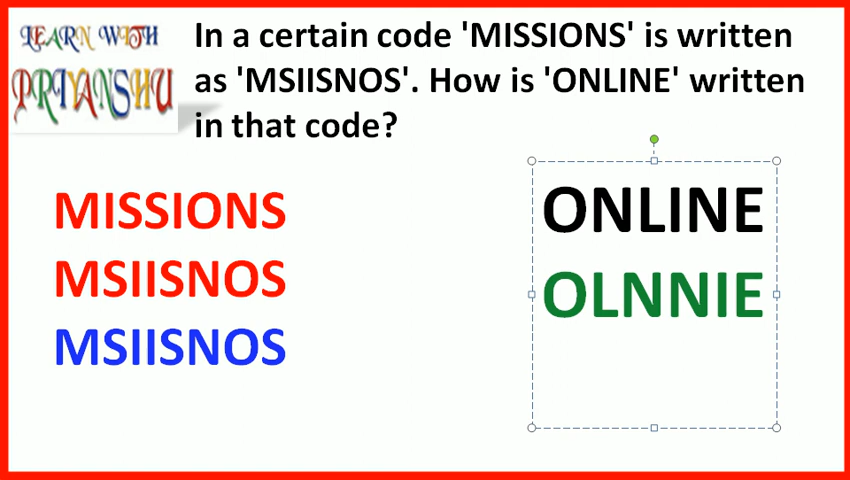 LEARN WITH
PRIYANSHU
In a certain code 'MISSIONS' is written
as 'MSIISNOS'. How is 'ONLINE' written
in that code?
MISSIONS
MSIISNOS
MSIISNOS
ONLINE
OLNNIE